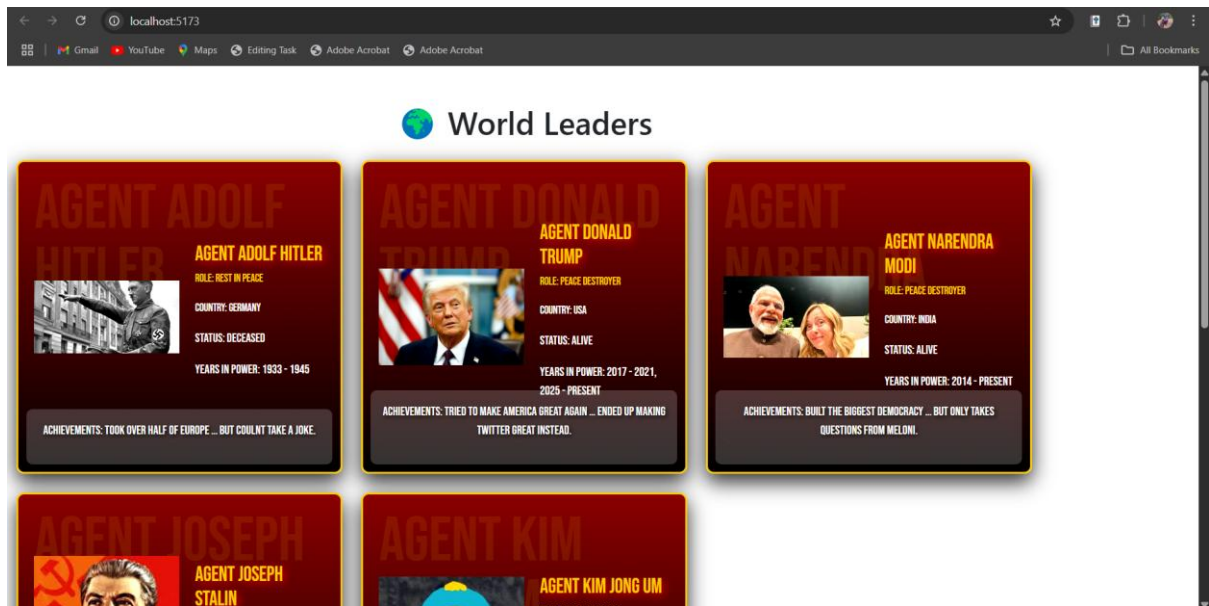 localhost:5173
Gmail
YouTube
Maps
Editing Task
Adobe Acrobat
Adobe Acrobat
All Bookmarks
World Leaders
AGENT ADOLF
HITLER
AGENT ADOLF HITLER
ROLE: REST IN PEACE
COUNTRY: GERMANY
STATUS: DECEASED
YEARS IN POWER: 1933 - 1945
ACHIEVEMENTS: TOOK OVER HALF OF EUROPE ... BUT COULNT TAKE A JOKE.
AGENT DONALD
TRUMP
AGENT DONALD
TRUMP
ROLE: PEACE DESTROYER
COUNTRY: USA
STATUS: ALIVE
YEARS IN POWER: 2017 - 2021,
2025 - PRESENT
ACHIEVEMENTS: TRIED TO MAKE AMERICA GREAT AGAIN ... ENDED UP MAKING
TWITTER GREAT INSTEAD.
AGENT
NARENDRA
AGENT NARENDRA
MODI
ROLE: PEACE DESTROYER
COUNTRY: INDIA
STATUS: ALIVE
YEARS IN POWER: 2014 - PRESENT
ACHIEVEMENTS: BUILT THE BIGGEST DEMOCRACY ... BUT ONLY TAKES
QUESTIONS FROM MELONI.
AGENT JOSEPH
AGENT JOSEPH
STALIN
AGENT KIM
AGENT KIM JONG UM